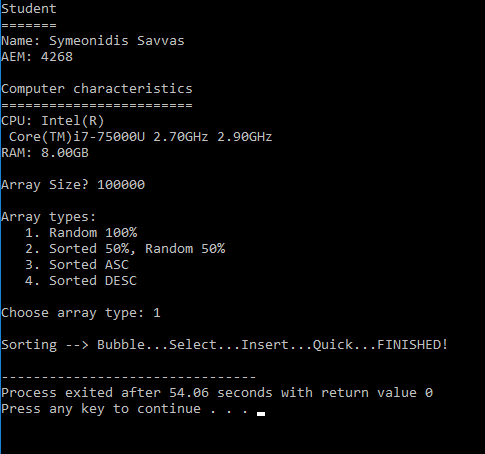 Student
=======
Name: Symeonidis Savvas
AEM: 4268
Computer characteristics
========================
CPU: Intel(R)
Core(TM)i7-75000U 2.70GHz 2.90GHz
RAM: 8.00GB
Array Size? 100000
Array types:
1. Random 100%
2. Sorted 50%, Random 50%
3. Sorted ASC
4. Sorted DESC
Choose array type: 1
Sorting --> Bubble...Select...Insert...Quick...FINISHED!
--------------------------------
Process exited after 54.06 seconds with return value 0
Press any key to continue . . .